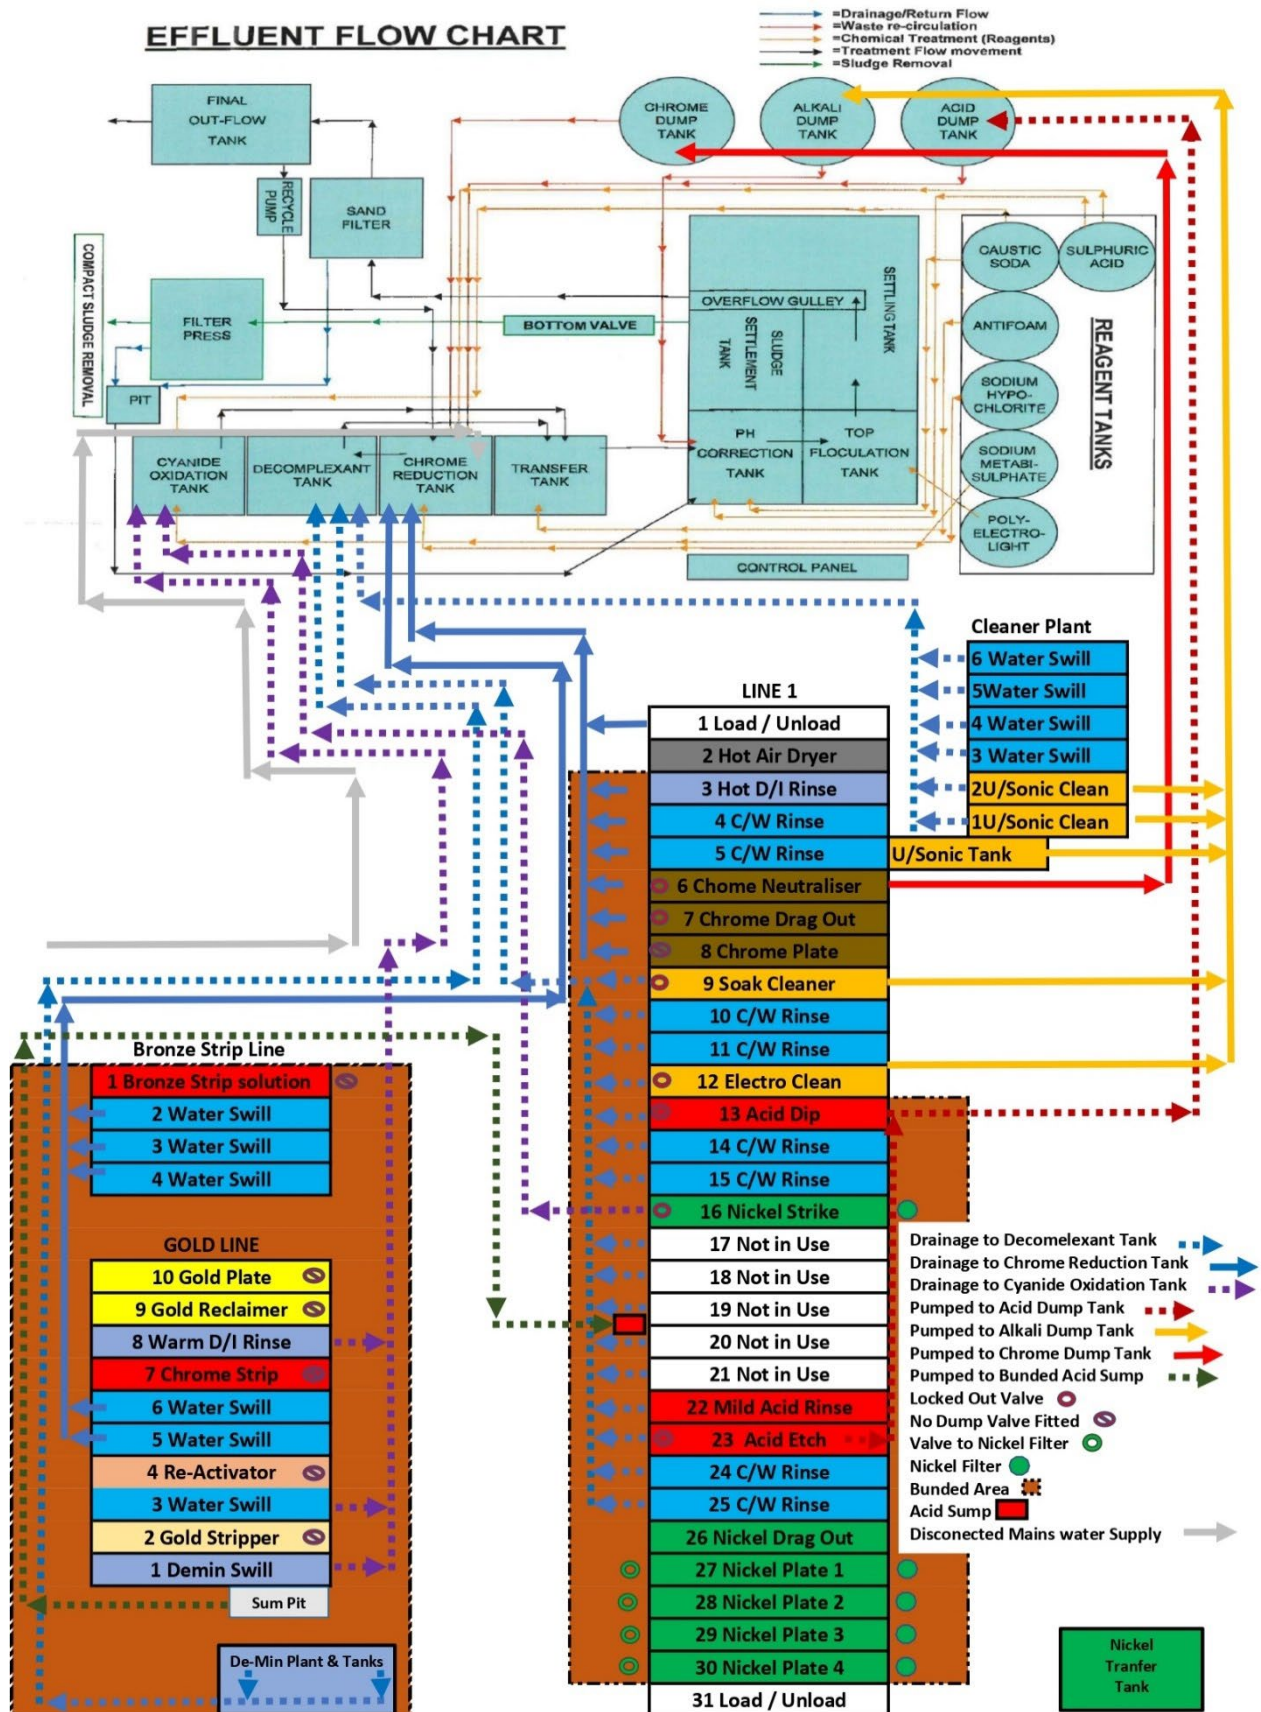 EFFLUENT FLOW CHART
=Drainage/Return Flow
=Waste re-circulation
=Chemical Treatment (Reagents)
=Treatment Flow movement
=Sludge Removal
FINAL
OUT-FLOW
TANK
CHROME
DUMP
TANK
ALKALI
DUMP
TANK
ACID
DUMP
TANK
RECYCLE
PUMP
SAND
FILTER
COMPACT SLUDGE REMOVAL
FILTER
PRESS
PIT
BOTTOM VALVE
OVERFLOW GULLEY
SETTLING TANK
SLUDGE
SETTLEMENT
TANK
PH
CORRECTION
TANK
TOP
FLOCULATION
TANK
CAUSTIC
SODA
SULPHURIC
ACID
ANTIFOAM
SODIUM
HYPO-
CHLORITE
SODIUM
METABI-
SULPHATE
POLY-
ELECTRO-
LIGHT
REAGENT TANKS
CYANIDE
OXIDATION
TANK
DECOMPLEXANT
TANK
CHROME
REDUCTION
TANK
TRANSFER
TANK
CONTROL PANEL
Cleaner Plant
6 Water Swill
5Water Swill
4 Water Swill
3 Water Swill
2U/Sonic Clean
1U/Sonic Clean
U/Sonic Tank
LINE 1
1 Load / Unload
2 Hot Air Dryer
3 Hot D/I Rinse
4 C/W Rinse
5 C/W Rinse
6 Chome Neutraliser
7 Chrome Drag Out
8 Chrome Plate
9 Soak Cleaner
10 C/W Rinse
11 C/W Rinse
12 Electro Clean
13 Acid Dip
14 C/W Rinse
15 C/W Rinse
16 Nickel Strike
17 Not in Use
18 Not in Use
19 Not in Use
20 Not in Use
21 Not in Use
22 Mild Acid Rinse
23 Acid Etch
24 C/W Rinse
25 C/W Rinse
26 Nickel Drag Out
27 Nickel Plate 1
28 Nickel Plate 2
29 Nickel Plate 3
30 Nickel Plate 4
31 Load / Unload
Bronze Strip Line
1 Bronze Strip solution
2 Water Swill
3 Water Swill
4 Water Swill
GOLD LINE
10 Gold Plate
9 Gold Reclaimer
8 Warm D/I Rinse
7 Chrome Strip
6 Water Swill
5 Water Swill
4 Re-Activator
3 Water Swill
2 Gold Stripper
1 Demin Swill
Sum Pit
De-Min Plant & Tanks
Drainage to Decomelexant Tank
Drainage to Chrome Reduction Tank
Drainage to Cyanide Oxidation Tank
Pumped to Acid Dump Tank
Pumped to Alkali Dump Tank
Pumped to Chrome Dump Tank
Pumped to Bunded Acid Sump
Locked Out Valve
No Dump Valve Fitted
Valve to Nickel Filter
Nickel Filter
Bunded Area
Acid Sump
Disconected Mains water Supply
Nickel
Tranfer
Tank